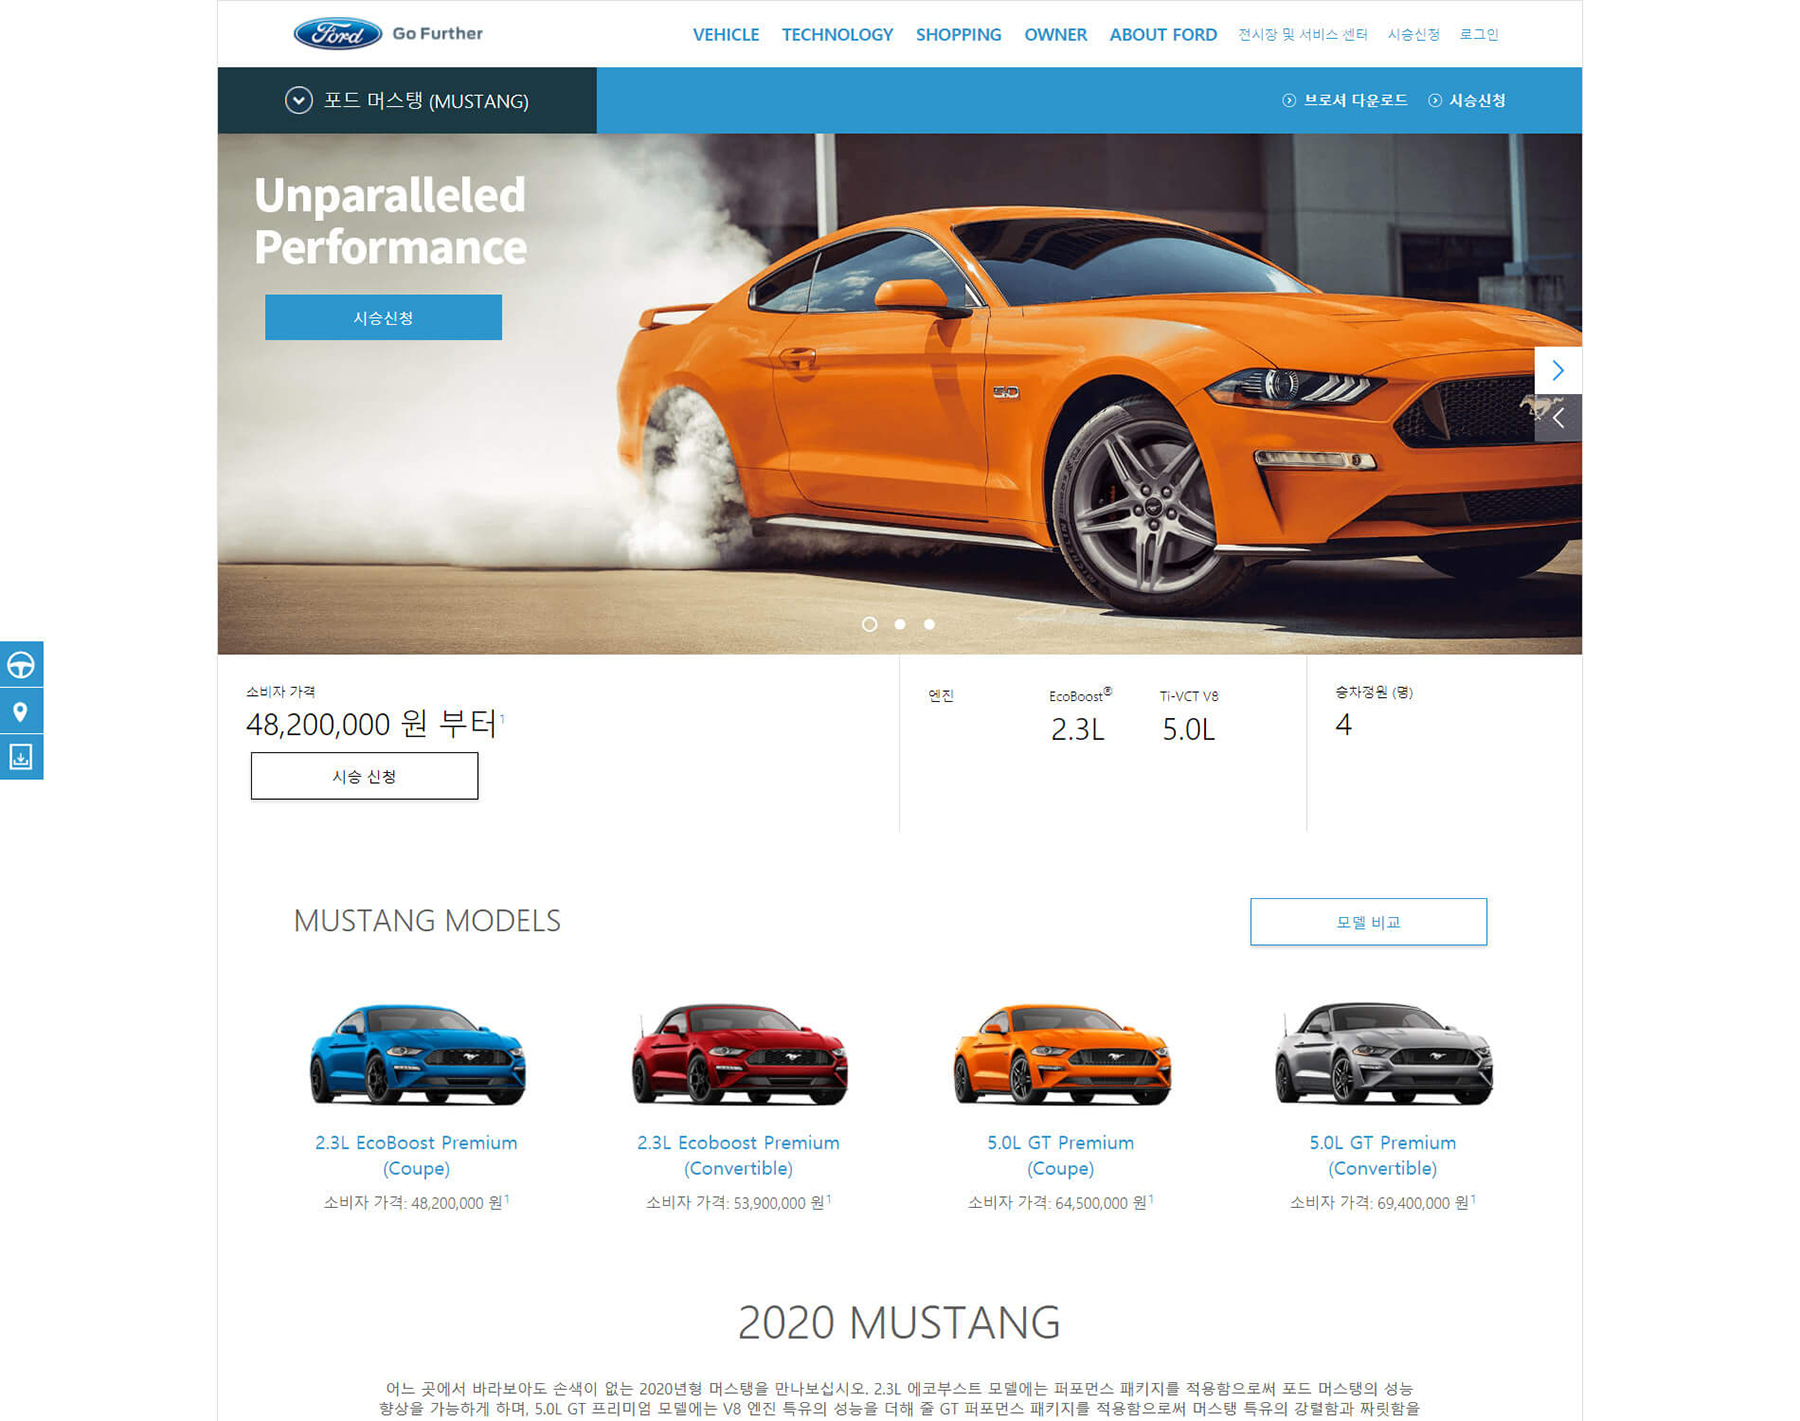 Ford Go Further
VEHICLE TECHNOLOGY SHOPPING OWNER ABOUT FORD 전시장 및 서비스 센터 시승신청 로그인
포드 머스탱 (MUSTANG)
브로셔 다운로드 시승신청
Unparalleled
Performance
시승신청
5.0
소비자 가격
48,200,000 원 부터1
시승 신청
엔진
EcoBoost®
2.3L
Ti-VCT V8
5.0L
승차정원 (명)
4
MUSTANG MODELS
모델 비교
2.3L EcoBoost Premium
(Coupe)
소비자 가격: 48,200,000 원1
2.3L Ecoboost Premium
(Convertible)
소비자 가격: 53,900,000 원1
5.0L GT Premium
(Coupe)
소비자 가격: 64,500,000 원1
5.0L GT Premium
(Convertible)
소비자 가격: 69,400,000 원1
2020 MUSTANG
어느 곳에서 바라보아도 손색이 없는 2020년형 머스탱을 만나보십시오. 2.3L 에코부스트 모델에는 퍼포먼스 패키지를 적용함으로써 포드 머스탱의 성능
향상을 가능하게 하며, 5.0L GT 프리미엄 모델에는 V8 엔진 특유의 성능을 더해 줄 GT 퍼포먼스 패키지를 적용함으로써 머스탱 특유의 강렬함과 짜릿함을